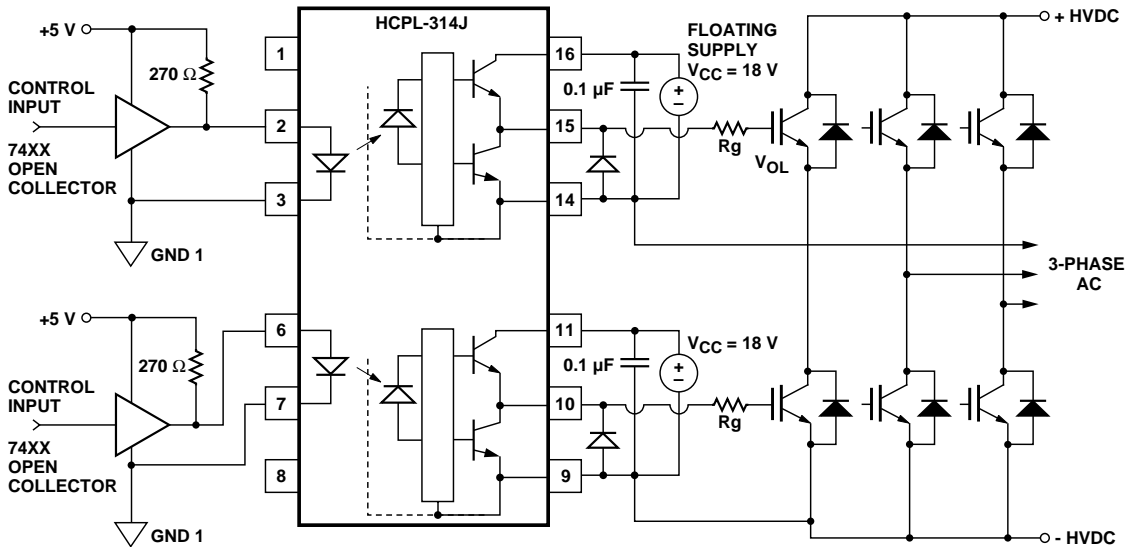 HCPL-314J
+5 V
270 Ω
CONTROL
INPUT
74XX
OPEN
COLLECTOR
GND 1
1
2
3
16
15
14
0.1 µF
FLOATING
SUPPLY
VCC = 18 V
Rg
VOL
+ HVDC
3-PHASE
AC
+5 V
270 Ω
CONTROL
INPUT
74XX
OPEN
COLLECTOR
GND 1
6
7
8
11
10
9
0.1 µF
VCC = 18 V
Rg
- HVDC